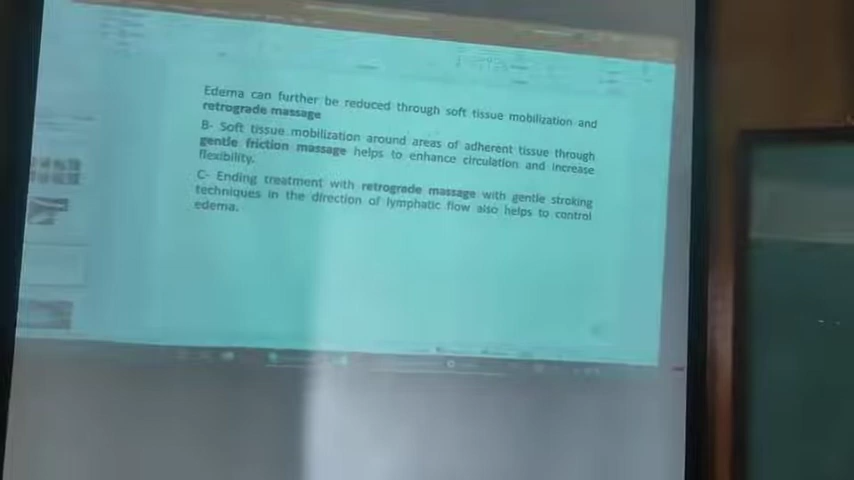 Edema can further be reduced through soft tissue mobilization and
retrograde massage
B- Soft tissue mobilization around areas of adherent tissue through
gentle friction massage helps to enhance circulation and increase
flexibility.
C- Ending treatment with retrograde massage with gentle stroking
techniques in the direction of lymphatic flow also helps to control
edema.